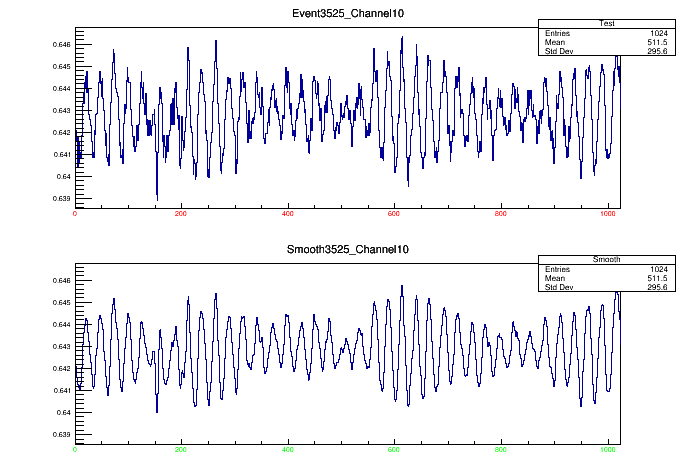 Event3525_Channel10
Test
Entries 1024
Mean 511.5
Std Dev 295.6
0.646
0.645
0.644
0.643
0.642
0.641
0.64
0.639
0 200 400 600 800 1000
Smooth3525_Channel10
Smooth
Entries 1024
Mean 511.5
Std Dev 295.6
0.646
0.645
0.644
0.643
0.642
0.641
0.64
0.639
0 200 400 600 800 1000